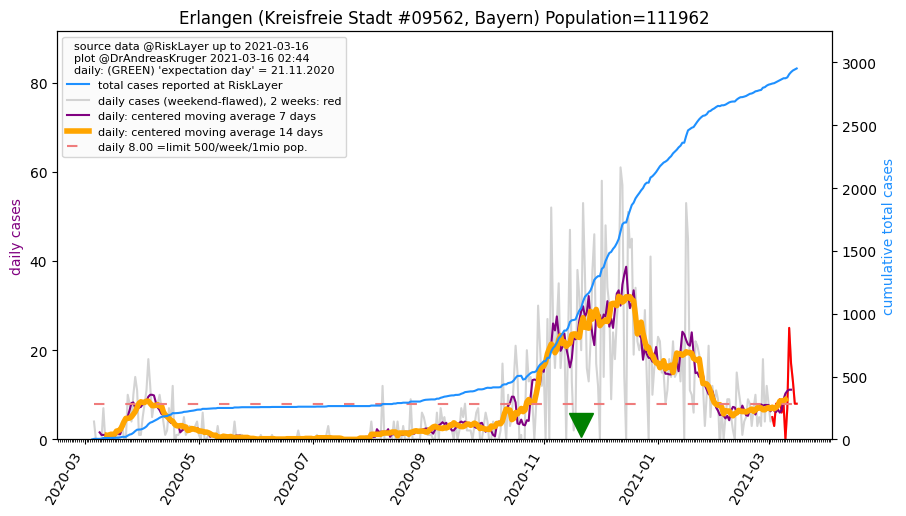 Erlangen (Kreisfreie Stadt #09562, Bayern) Population=111962
source data @RiskLayer up to 2021-03-16
plot @DrAndreasKruger 2021-03-16 02:44
daily: (GREEN) 'expectation day' = 21.11.2020
total cases reported at RiskLayer
daily cases (weekend-flawed), 2 weeks: red
daily: centered moving average 7 days
daily: centered moving average 14 days
daily 8.00 =limit 500/week/1mio pop.
daily cases
80
60
40
20
0
cumulative total cases
3000
2500
2000
1500
1000
500
0
2020-03
2020-05
2020-07
2020-09
2020-11
2021-01
2021-03